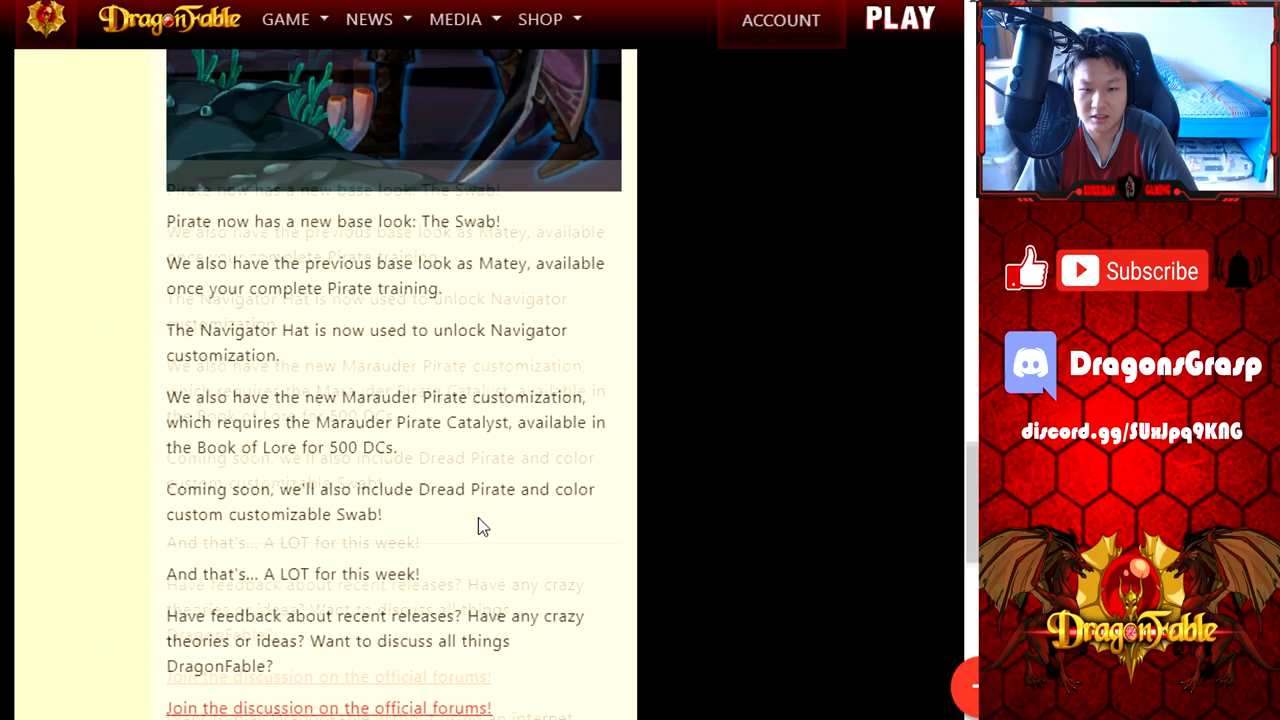 DragonFable GAME NEWS MEDIA SHOP ACCOUNT PLAY
Pirate now has a new base look: The Swab!
We also have the previous base look as Matey, available
once your complete Pirate training.
The Navigator Hat is now used to unlock Navigator
customization.
We also have the new Marauder Pirate customization,
which requires the Marauder Pirate Catalyst, available in
the Book of Lore for 500 DCs.
Coming soon, we'll also include Dread Pirate and color
custom customizable Swab!
And that's... A LOT for this week!
Have feedback about recent releases? Have any crazy
theories or ideas? Want to discuss all things
DragonFable?
Join the discussion on the official forums!
GAMING
Subscribe
DragonsGrasp
discord.gg/SUxJpq9KNG
DragonFable